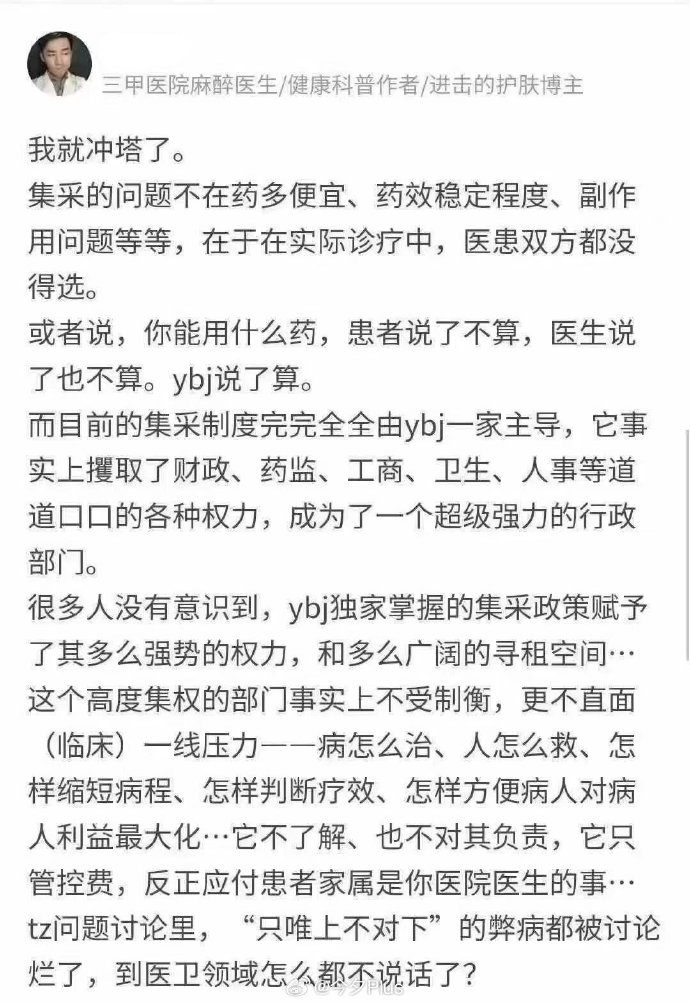 三甲医院麻醉医生/健康科普作者/进击的护肤博主
我就冲塔了。
集采的问题不在药多便宜、药效稳定程度、副作
用问题等等，在于在实际诊疗中，医患双方都没
得选。
或者说，你能用什么药，患者说了不算，医生说
了也不算。ybj说了算。
而目前的集采制度完完全全由ybj一家主导，它事
实上攫取了财政、药监、工商、卫生、人事等道
道口口的各种权力，成为了一个超级强力的行政
部门。
很多人没有意识到，ybj独家掌握的集采政策赋予
了其多么强势的权力，和多么广阔的寻租空间…
这个高度集权的部门事实上不受制衡，更不直面
（临床）一线压力——病怎么治、人怎么救、怎
样缩短病程、怎样判断疗效、怎样方便病人对病
人利益最大化…它不了解、也不对其负责，它只
管控费，反正应付患者家属是你医院医生的事…
tz问题讨论里，“只唯上不对下”的弊病都被讨论
烂了，到医卫领域怎么都不说话了？
@今夕Plus